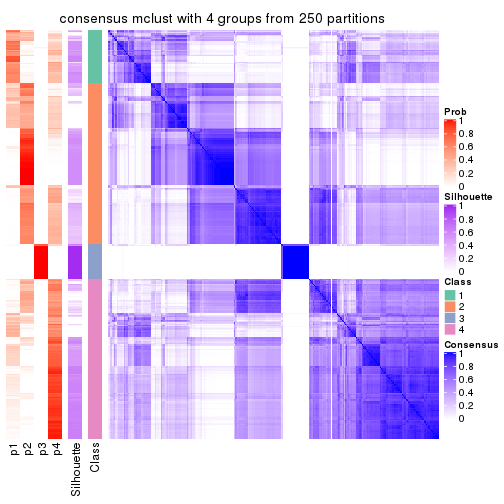 consensus mclust with 4 groups from 250 partitions
Prob
1
0.8
0.6
0.4
0.2
0
Silhouette
1
0.8
0.6
0.4
0.2
0
Class
1
2
3
4
Consensus
1
0.8
0.6
0.4
0.2
0
p1
p2
p3
p4
Silhouette
Class